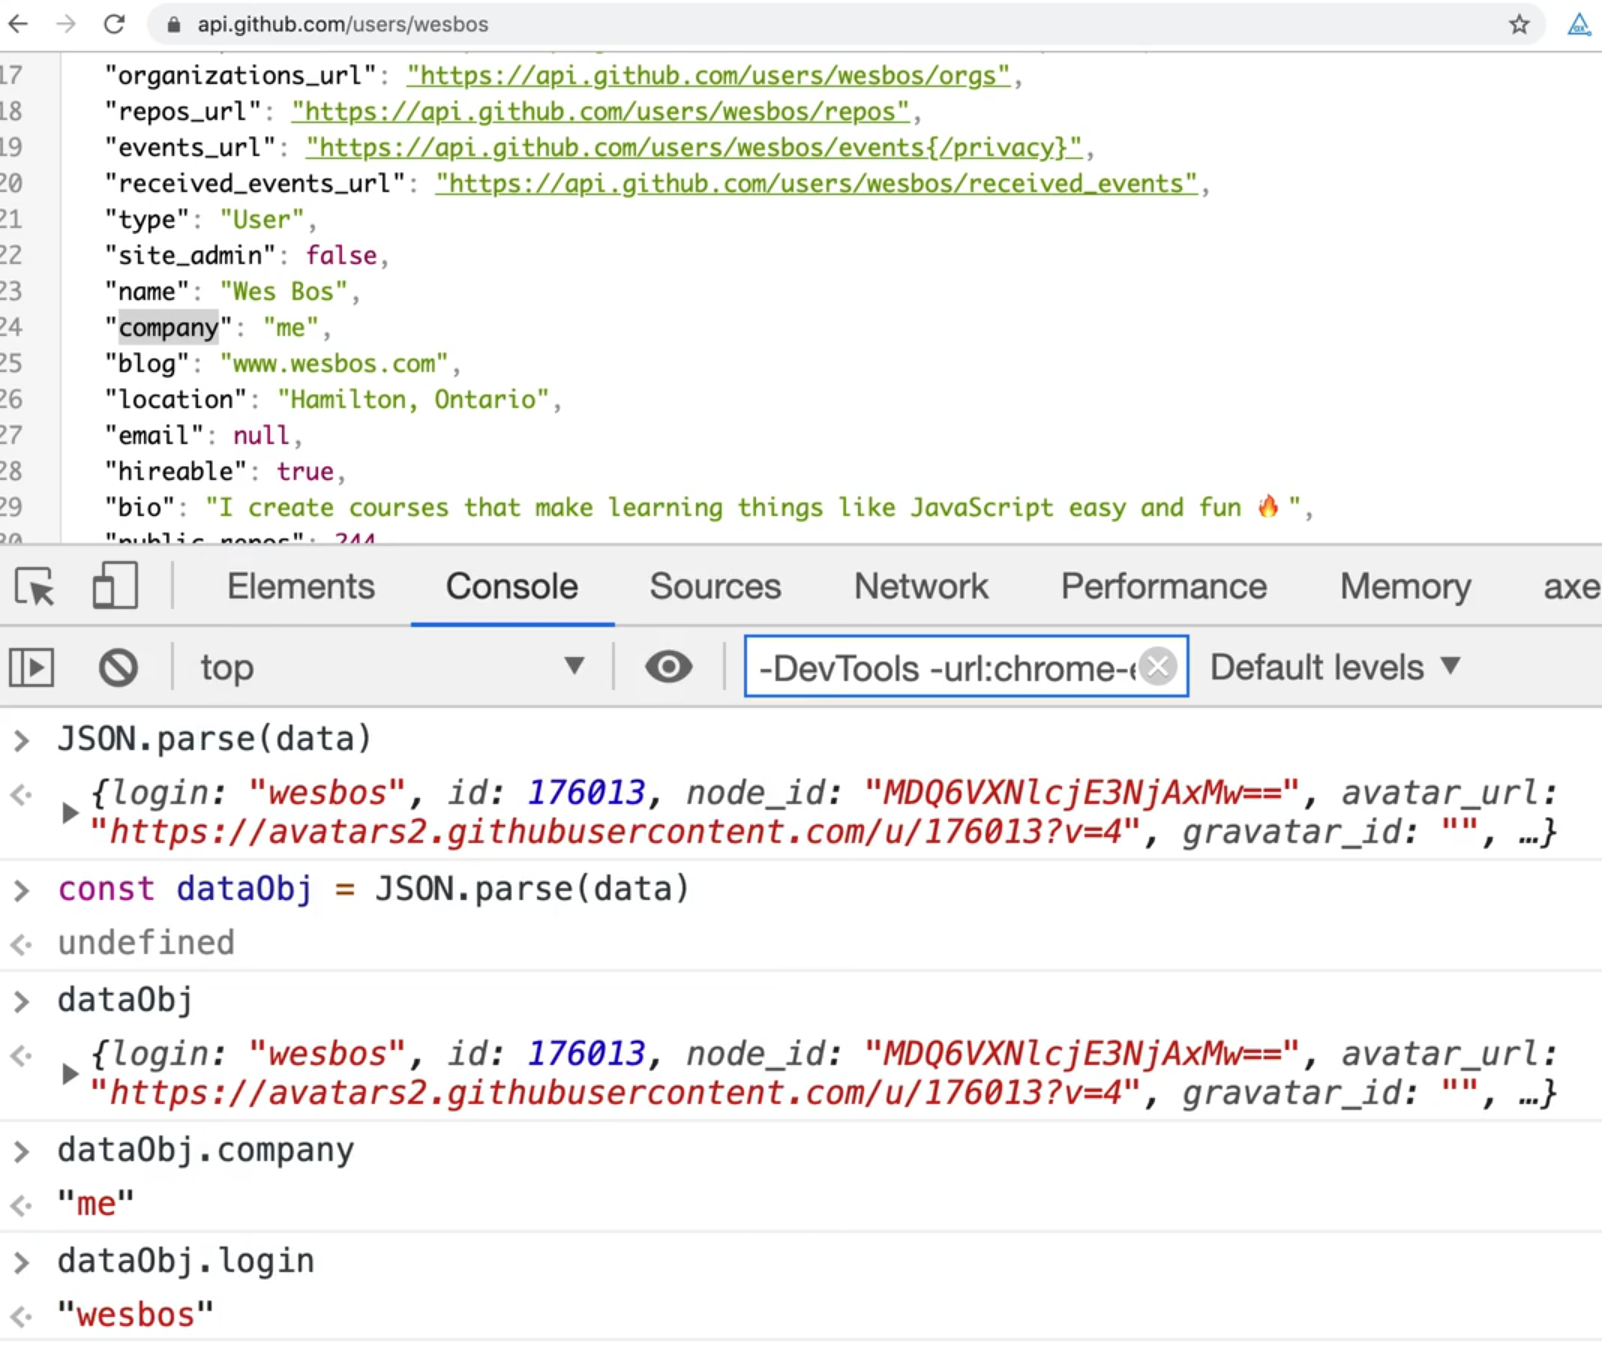 api.github.com/users/wesbos
17 "organizations_url": "https://api.github.com/users/wesbos/orgs",
18 "repos_url": "https://api.github.com/users/wesbos/repos",
19 "events_url": "https://api.github.com/users/wesbos/events{/privacy}",
20 "received_events_url": "https://api.github.com/users/wesbos/received_events",
21 "type": "User",
22 "site_admin": false,
23 "name": "Wes Bos",
24 "company": "me",
25 "blog": "www.wesbos.com",
26 "location": "Hamilton, Ontario",
27 "email": null,
28 "hireable": true,
29 "bio": "I create courses that make learning things like JavaScript easy and fun 🔥 ",
30 "public_repos": 244
Elements Console Sources Network Performance Memory axe
top -DevTools -url:chrome-e Default levels
> JSON.parse(data)
{login: "wesbos", id: 176013, node_id: "MDQ6VXNlcjE3NjAxMw==", avatar_url:
"https://avatars2.githubusercontent.com/u/176013?v=4", gravatar_id: "", …}
> const dataObj = JSON.parse(data)
undefined
> dataObj
{login: "wesbos", id: 176013, node_id: "MDQ6VXNlcjE3NjAxMw==", avatar_url:
"https://avatars2.githubusercontent.com/u/176013?v=4", gravatar_id: "", …}
> dataObj.company
"me"
> dataObj.login
"wesbos"